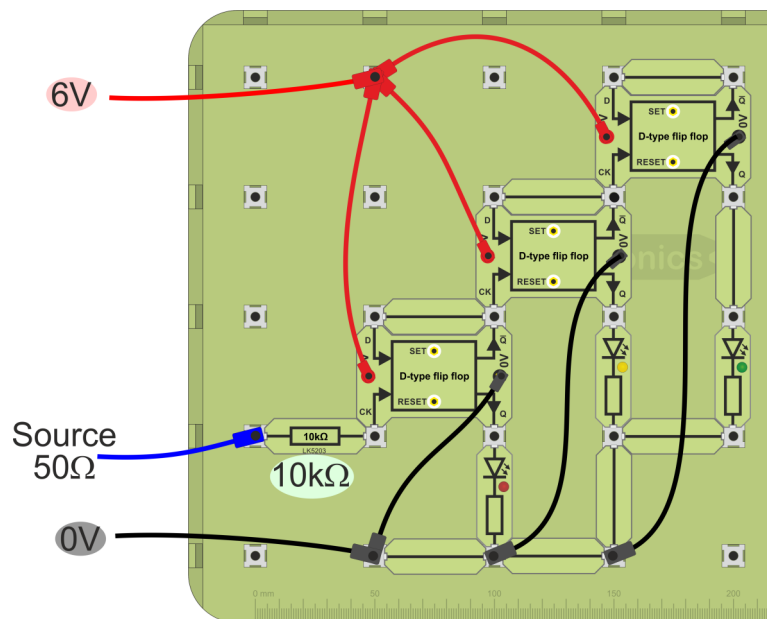 6V
D
Q̅
SET
V
0V
D-type flip flop
RESET
CK
Q
D
Q̅
SET
V
0V
D-type flip flop
onics
RESET
CK
Q
D
Q̅
SET
V
0V
D-type flip flop
RESET
CK
Q
Source
50Ω
10kΩ
LK5203
10kΩ
0V
0 mm
50
100
150
200